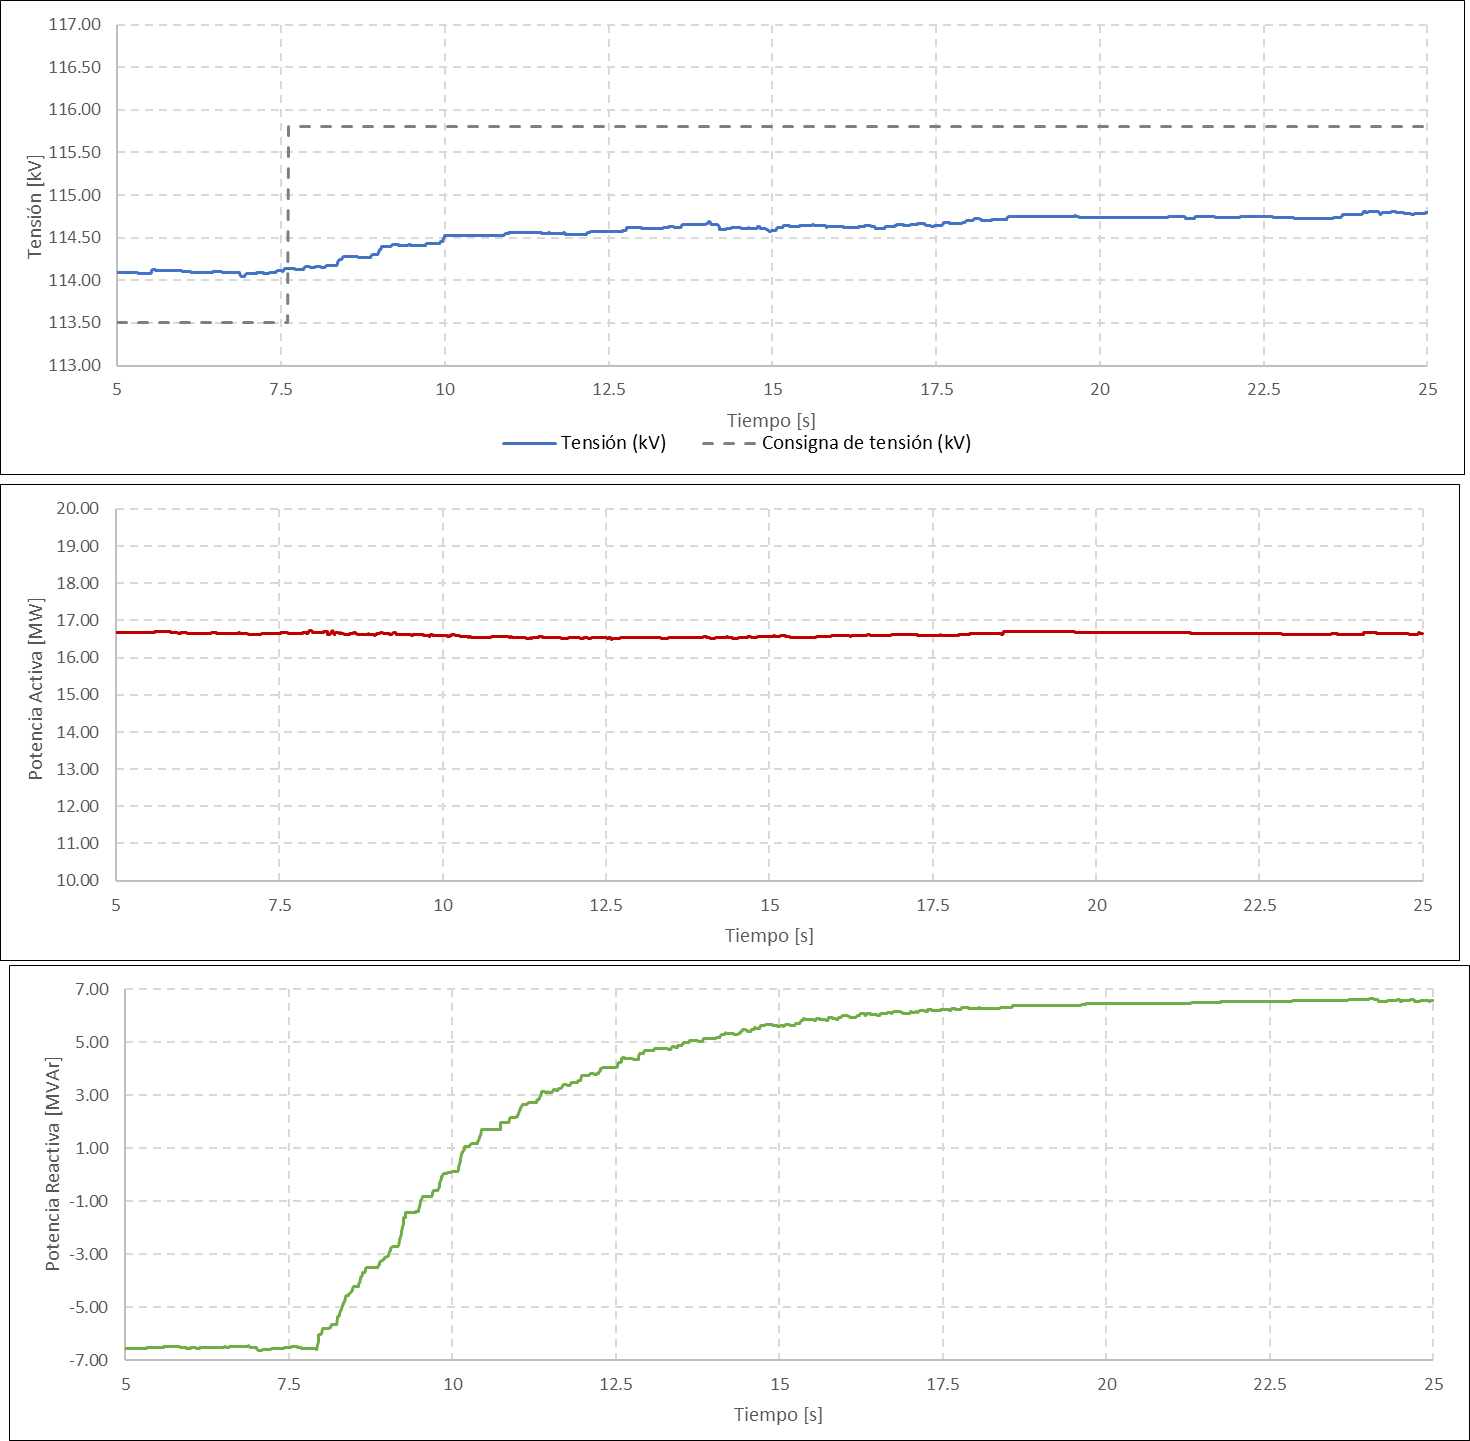 117.00
116.50
116.00
115.50
115.00
114.50
114.00
113.50
113.00
Tensión [kV]
5 7.5 10 12.5 15 17.5 20 22.5 25
Tiempo [s]
Tensión (kV) Consigna de tensión (kV)
20.00
19.00
18.00
17.00
16.00
15.00
14.00
13.00
12.00
11.00
10.00
Potencia Activa [MW]
5 7.5 10 12.5 15 17.5 20 22.5 25
Tiempo [s]
7.00
5.00
3.00
1.00
-1.00
-3.00
-5.00
-7.00
Potencia Reactiva [MVAr]
5 7.5 10 12.5 15 17.5 20 22.5 25
Tiempo [s]